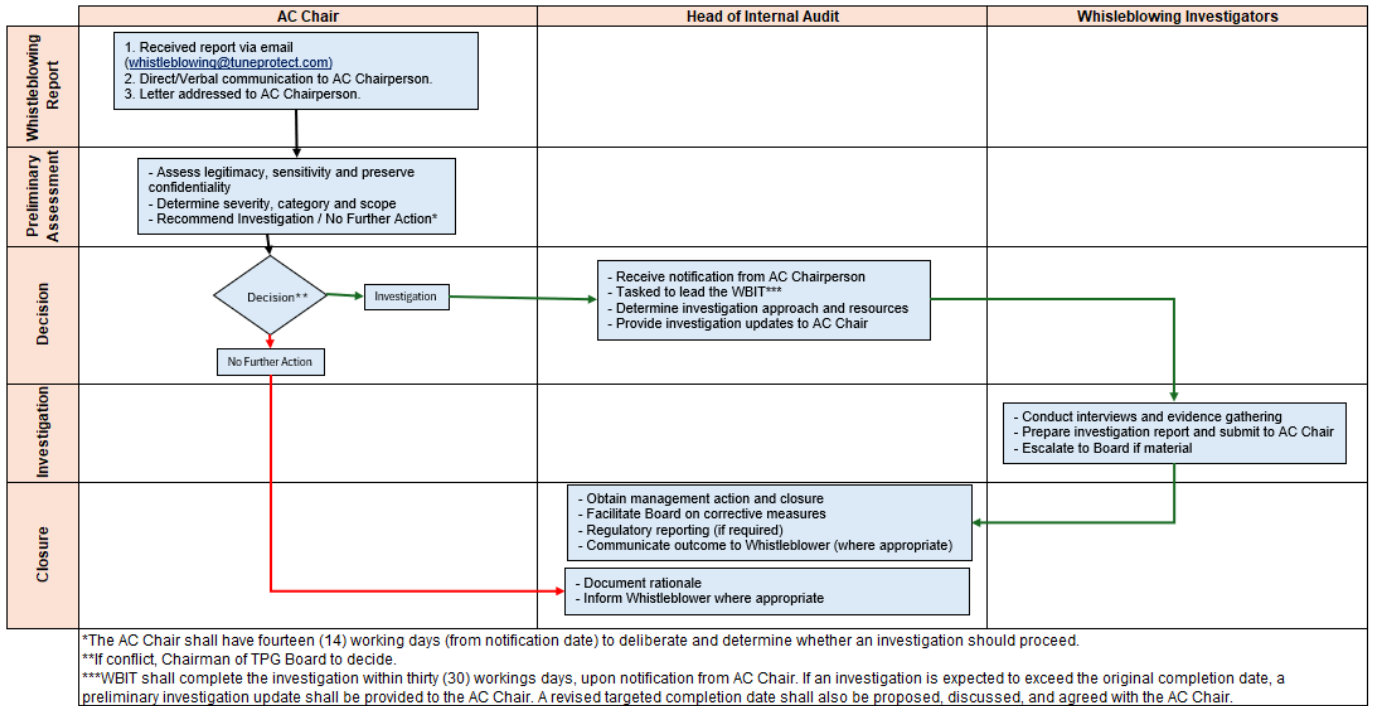 AC Chair
Head of Internal Audit
Whisleblowing Investigators
Whistleblowing
Report
1. Received report via email
(whistleblowing@tuneprotect.com)
2. Direct/Verbal communication to AC Chairperson.
3. Letter addressed to AC Chairperson.
Preliminary
Assessment
- Assess legitimacy, sensitivity and preserve
confidentiality
- Determine severity, category and scope
- Recommend Investigation / No Further Action*
Decision
Decision**
Investigation
No Further Action
- Receive notification from AC Chairperson
- Tasked to lead the WBIT***
- Determine investigation approach and resources
- Provide investigation updates to AC Chair
Investigation
- Conduct interviews and evidence gathering
- Prepare investigation report and submit to AC Chair
- Escalate to Board if material
Closure
- Obtain management action and closure
- Facilitate Board on corrective measures
- Regulatory reporting (if required)
- Communicate outcome to Whistleblower (where appropriate)
- Document rationale
- Inform Whistleblower where appropriate
*The AC Chair shall have fourteen (14) working days (from notification date) to deliberate and determine whether an investigation should proceed.
**If conflict, Chairman of TPG Board to decide.
***WBIT shall complete the investigation within thirty (30) workings days, upon notification from AC Chair. If an investigation is expected to exceed the original completion date, a
preliminary investigation update shall be provided to the AC Chair. A revised targeted completion date shall also be proposed, discussed, and agreed with the AC Chair.